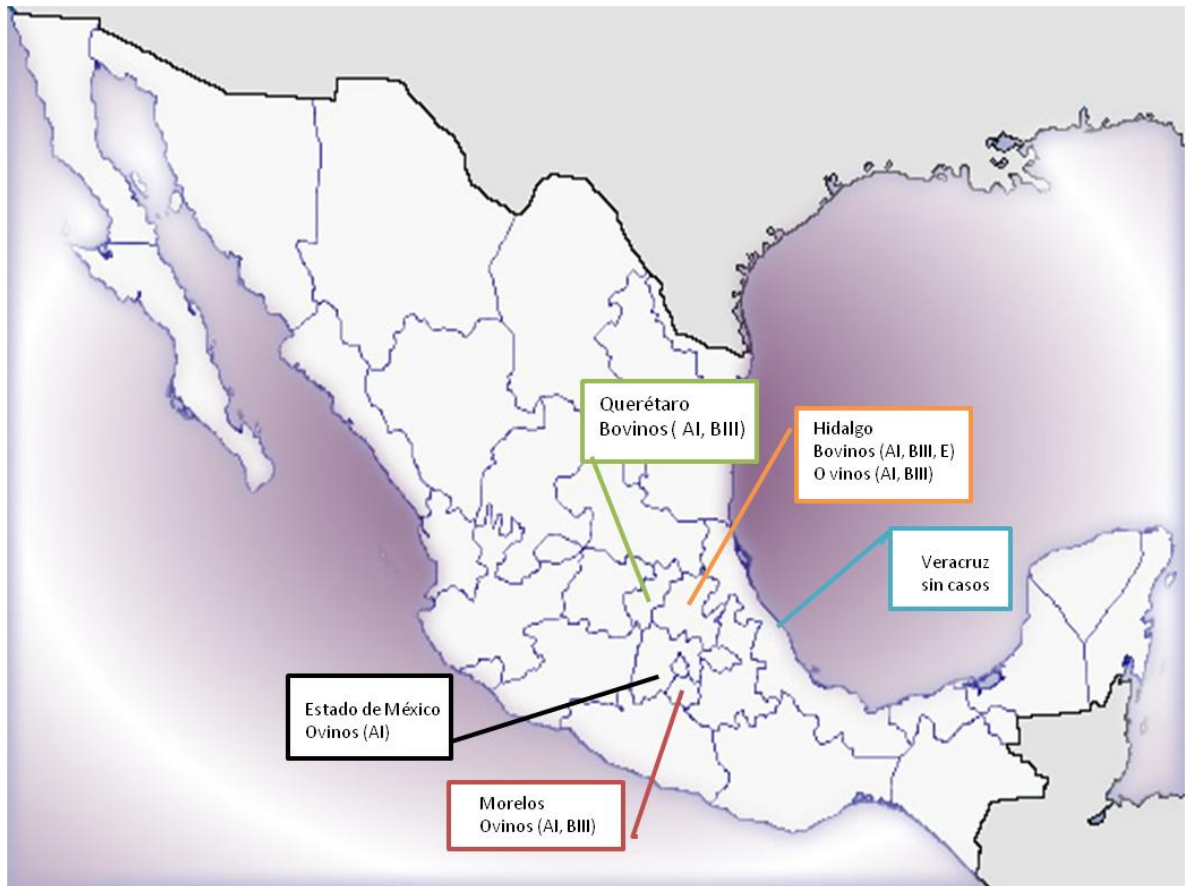 Querétaro
Bovinos ( AI, BIII)
Hidalgo
Bovinos (AI, BIII, E)
O vinos (AI, BIII)
Veracruz
sin casos
Estado de México
Ovinos (AI)
Morelos
Ovinos (AI, BIII)